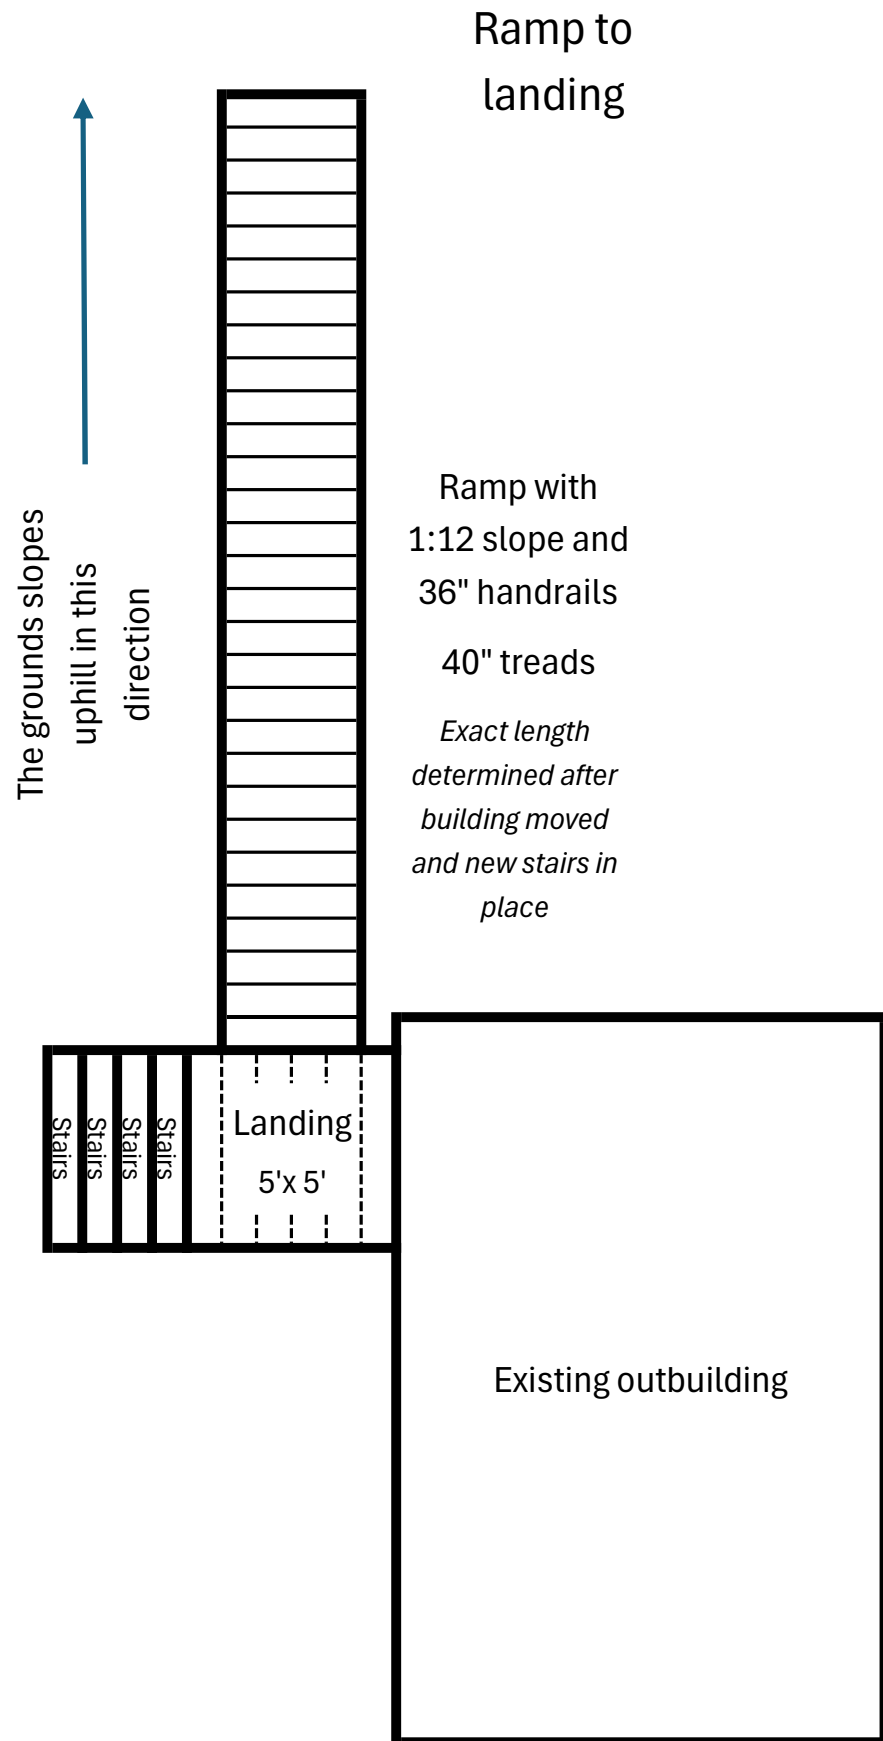 Ramp to
landing
The grounds slopes
uphill in this
direction
Ramp with
1:12 slope and
36" handrails
40" treads
Exact length
determined after
building moved
and new stairs in
place
Stairs
Stairs
Stairs
Stairs
Landing
5'x 5'
Existing outbuilding